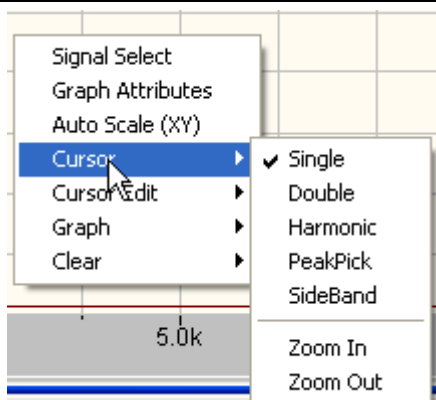 Signal Select
Graph Attributes
Auto Scale (XY)
Cursor
Cursor Edit
Graph
Clear
Single
Double
Harmonic
PeakPick
SideBand
Zoom In
Zoom Out
5.0k